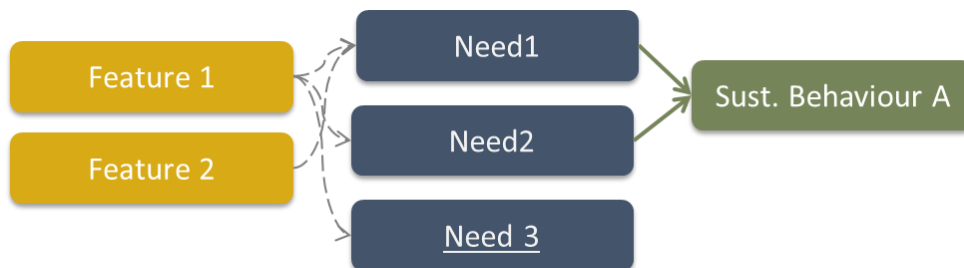 Feature 1
Feature 2
Need1
Need2
Need 3
Sust. Behaviour A